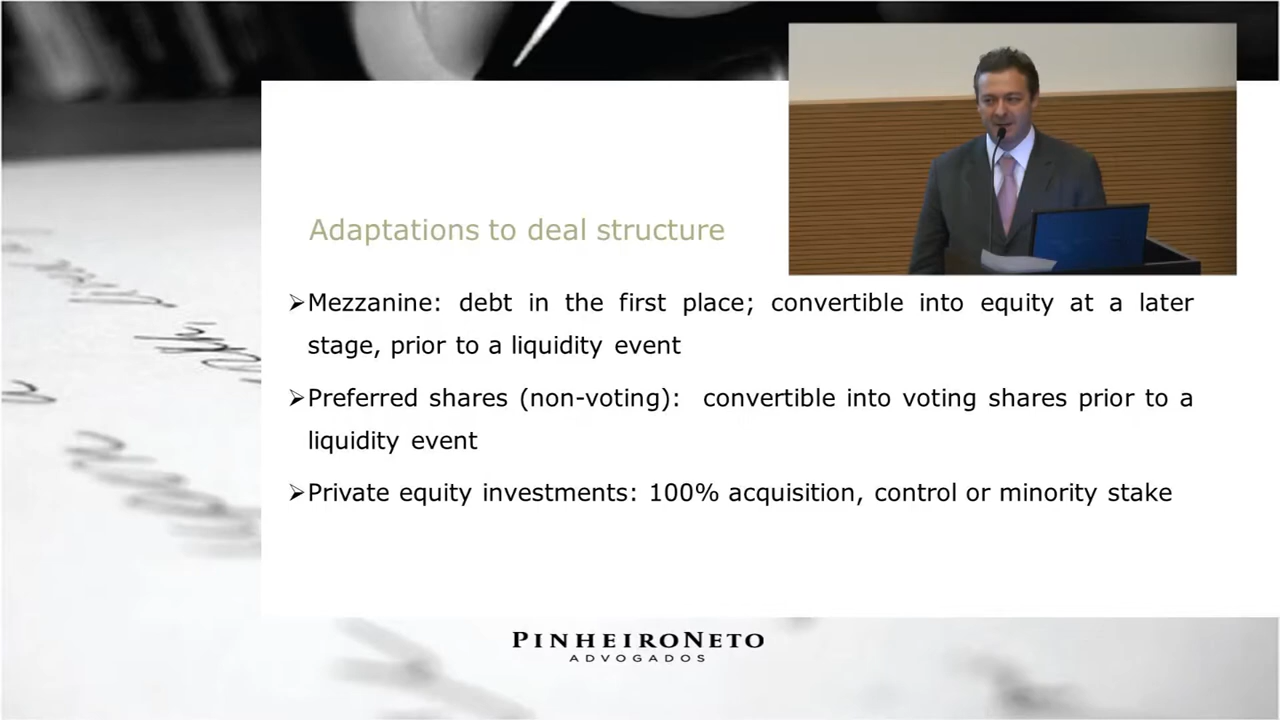 Adaptations to deal structure
➢Mezzanine: debt in the first place; convertible into equity at a later
stage, prior to a liquidity event
➢Preferred shares (non-voting): convertible into voting shares prior to a
liquidity event
➢Private equity investments: 100% acquisition, control or minority stake
PINHEIRONETO
ADVOGADOS